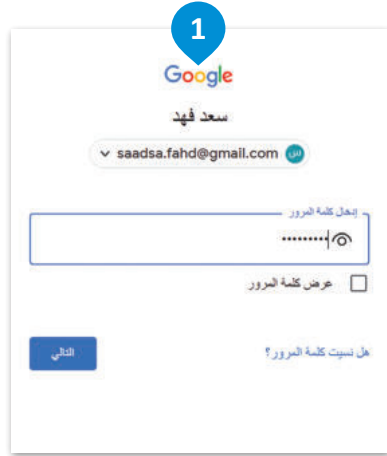 1
Google
سعد فهد
saadsa.fahd@gmail.com س
إدخال كلمة المرور
•••••••••
عرض كلمة المرور
هل نسيت كلمة المرور؟
التالي